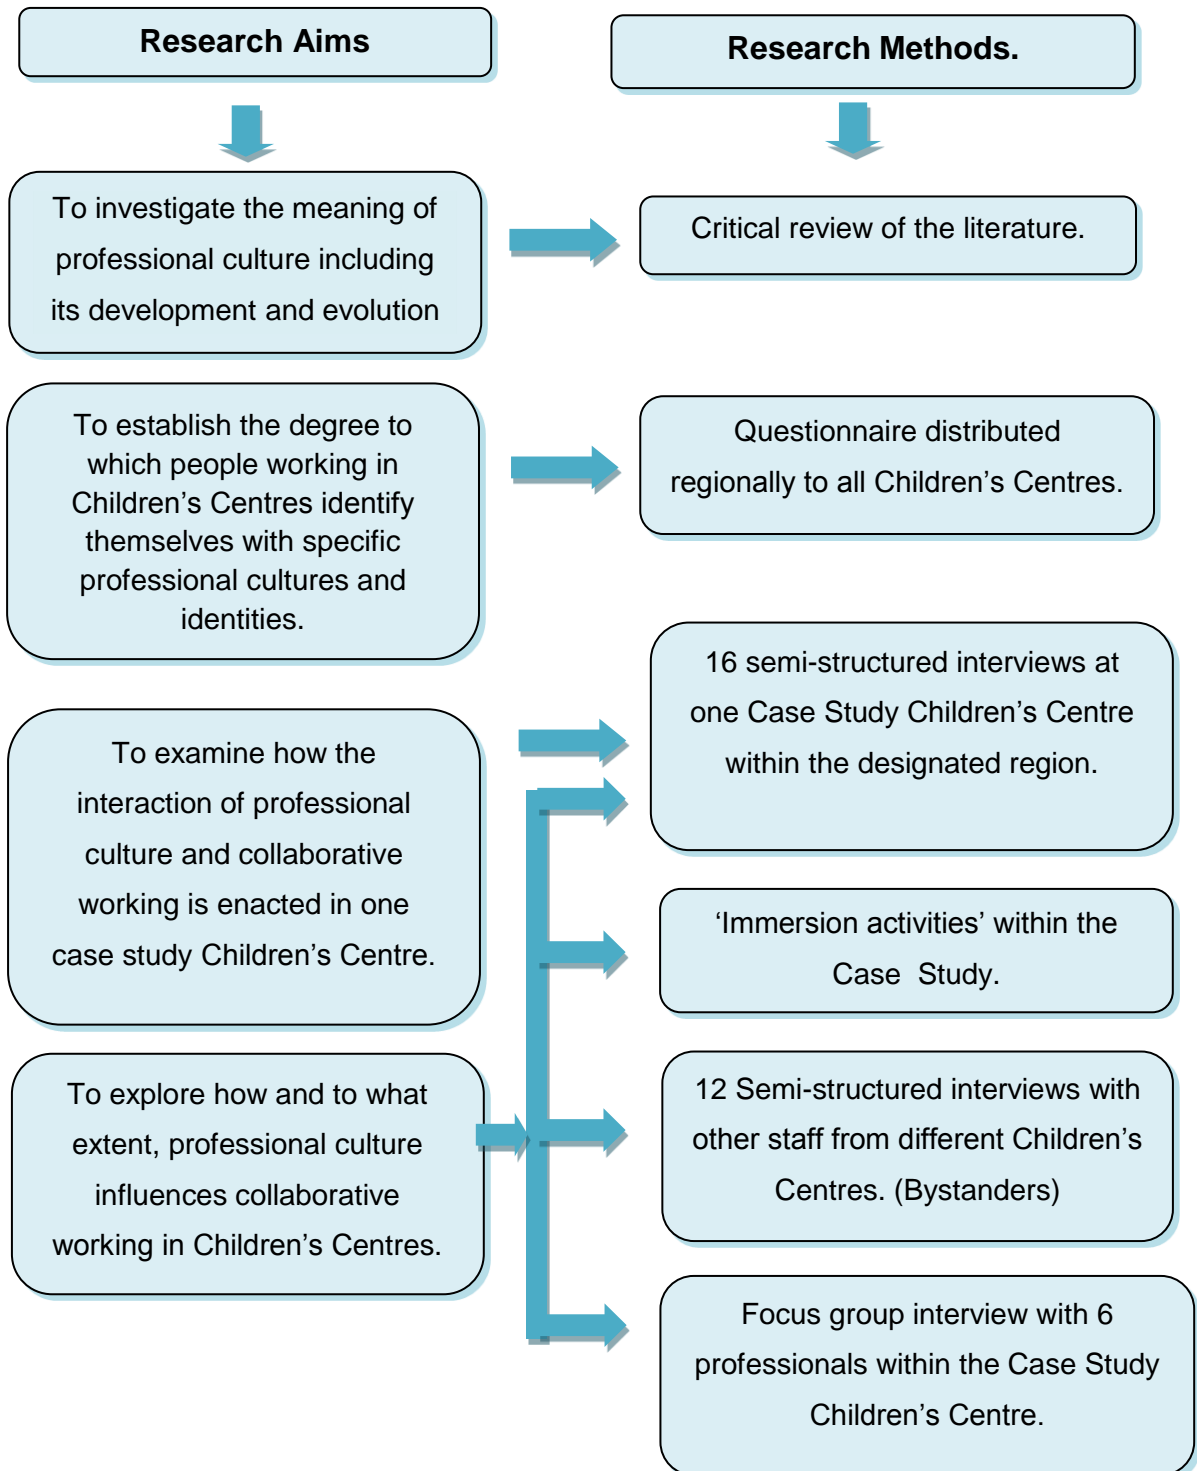 Research Aims
Research Methods.
To investigate the meaning of
professional culture including
its development and evolution
Critical review of the literature.
To establish the degree to
which people working in
Children’s Centres identify
themselves with specific
professional cultures and
identities.
Questionnaire distributed
regionally to all Children’s Centres.
To examine how the
interaction of professional
culture and collaborative
working is enacted in one
case study Children’s Centre.
16 semi-structured interviews at
one Case Study Children’s Centre
within the designated region.
‘Immersion activities’ within the
Case Study.
To explore how and to what
extent, professional culture
influences collaborative
working in Children’s Centres.
12 Semi-structured interviews with
other staff from different Children’s
Centres. (Bystanders)
Focus group interview with 6
professionals within the Case Study
Children’s Centre.